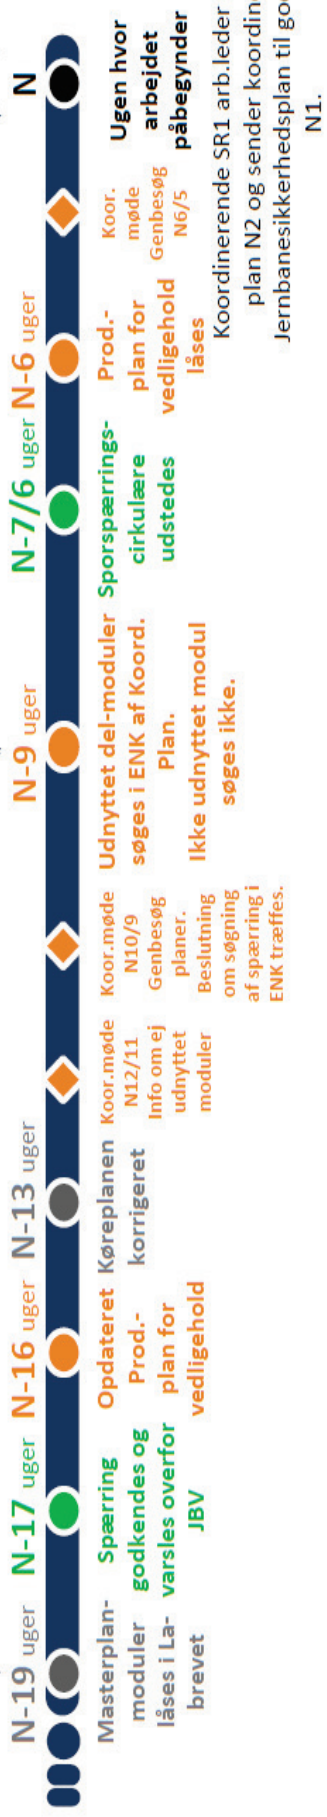 N-19 uger
Masterplan-
moduler
låses i La-
brevet
N-17 uger
Spærring
godkendes og
varsles overfor
JBV
N-16 uger
Opdateret
Prod.-
plan for
vedligehold
N-13 uger
Køreplanen
korrigeret
Koor.møde
N12/11
Info om ej
udnyttet
moduler
Koor.møde
N10/9
Genbesøg
planer.
Beslutning
om søgning
af spærring i
ENK træffes.
N-9 uger
Udnyttet del-moduler
søges i ENK af Koord.
Plan.
Ikke udnyttet modul
søges ikke.
N-7/6 uger
Sporspærrings-
cirkulære
udstedes
N-6 uger
Prod.-
plan for
vedligehold
låses
Koor.
møde
Genbesøg
N6/5
N
Ugen hvor
arbejdet
påbegynder
Koordinerende SR1 arb.leder
plan N2 og sender koordin
Jernbanesikkerhedsplan til go
N1.